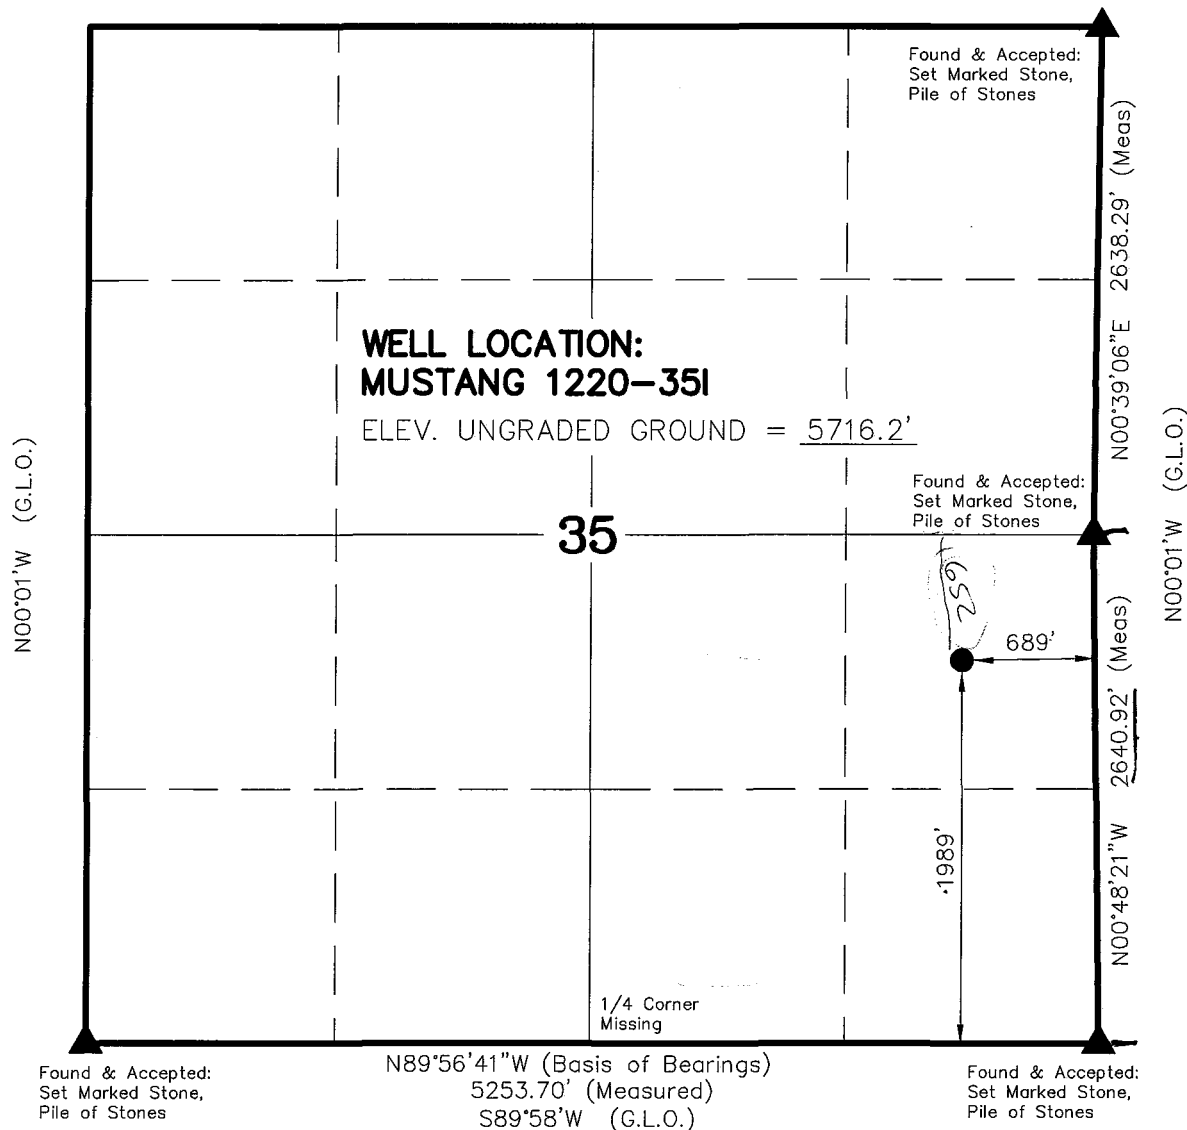 Found & Accepted:
Set Marked Stone,
Pile of Stones
2638.29' (Meas)
N00°39'06"E
WELL LOCATION:
MUSTANG 1220-35I
ELEV. UNGRADED GROUND = 5716.2'
N00°01'W (G.L.O.)
N00°01'W (G.L.O.)
Found & Accepted:
Set Marked Stone,
Pile of Stones
35
689'
2640.92' (Meas)
1989'
N00°48'21"W
1/4 Corner
Missing
N89°56'41"W (Basis of Bearings)
5253.70' (Measured)
S89°58'W (G.L.O.)
Found & Accepted:
Set Marked Stone,
Pile of Stones
Found & Accepted:
Set Marked Stone,
Pile of Stones